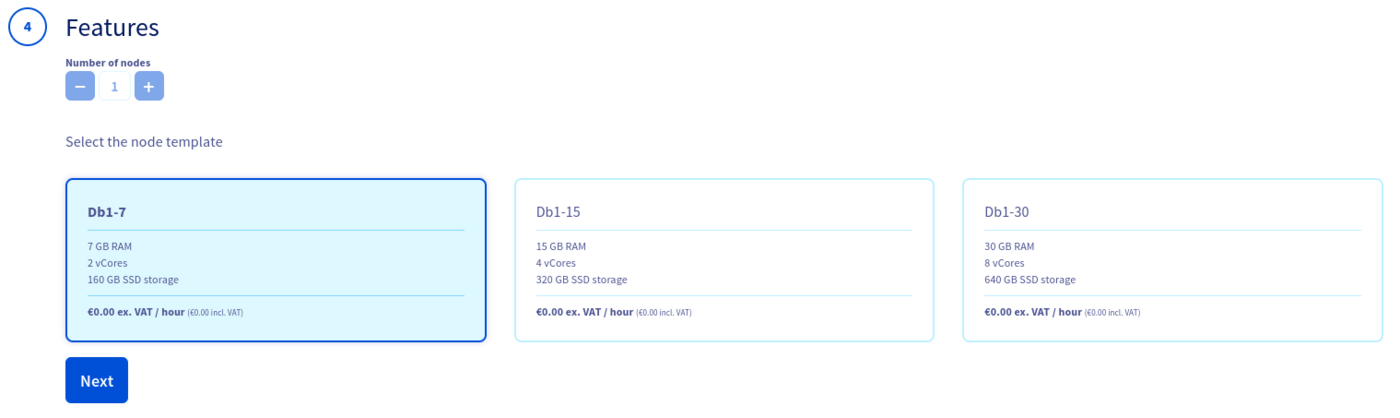 4
Features
Number of nodes
− 1 +
Select the node template
Db1-7
7 GB RAM
2 vCores
160 GB SSD storage
€0.00 ex. VAT / hour (€0.00 incl. VAT)
Db1-15
15 GB RAM
4 vCores
320 GB SSD storage
€0.00 ex. VAT / hour (€0.00 incl. VAT)
Db1-30
30 GB RAM
8 vCores
640 GB SSD storage
€0.00 ex. VAT / hour (€0.00 incl. VAT)
Next